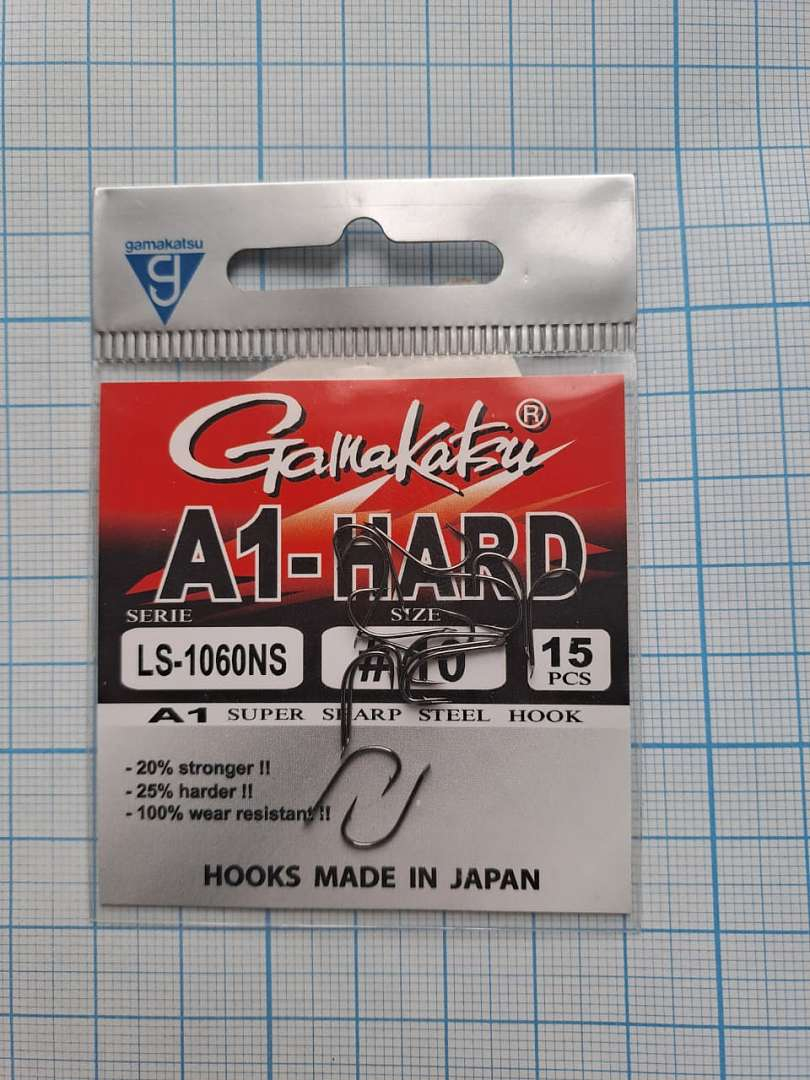 gamakatsu
g
Gamakatsu®
A1-HARD
SERIE SIZE
LS-1060NS #10 15 PCS
A1 SUPER SHARP STEEL HOOK
- 20% stronger !!
- 25% harder !!
- 100% wear resistant !!
HOOKS MADE IN JAPAN